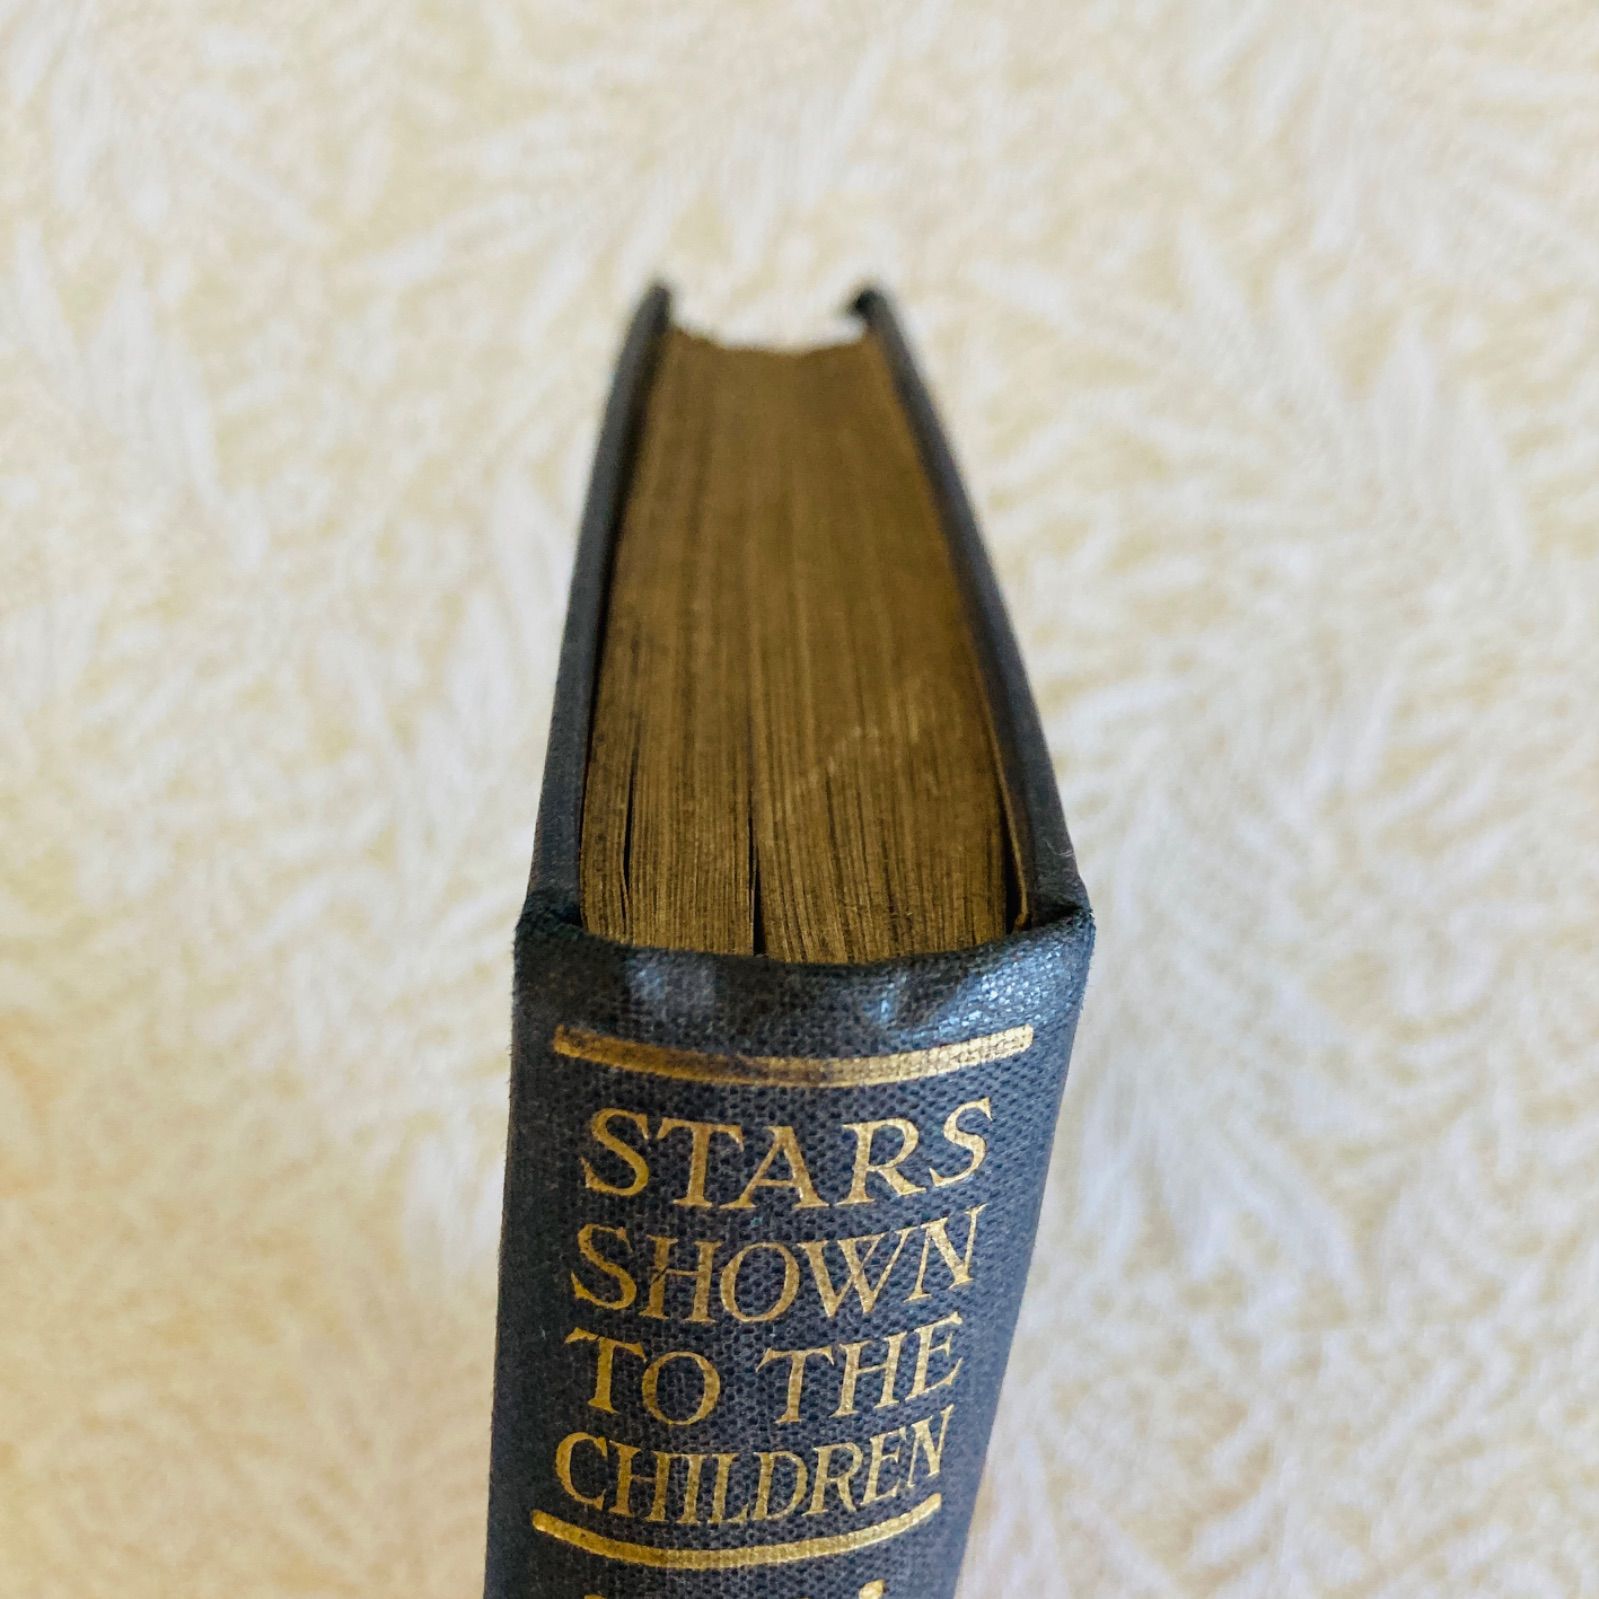 STARS
SHOWN
TO THE
CHILDREN